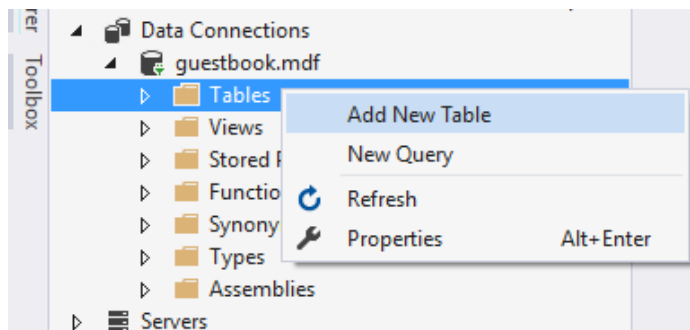 rer
Toolbox
Data Connections
guestbook.mdf
Tables
Views
Stored
Functio
Synony
Types
Assemblies
Servers
Add New Table
New Query
Refresh
Properties Alt+Enter